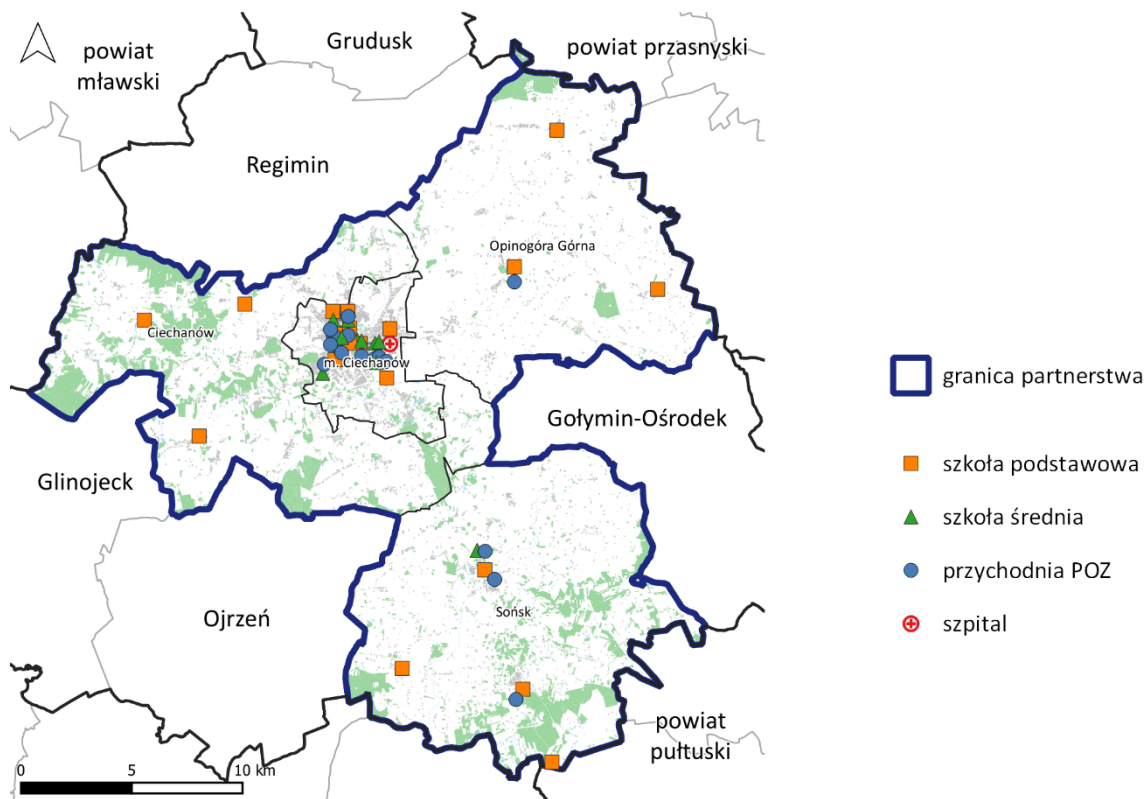 Grudusk
powiat
mławski
powiat przasnyski
Regimin
Opinogóra Górna
Ciechanów
m. Ciechanów
Gołymin-Ośrodek
Glinojeck
Ojrzeń
Sońsk
powiat
pułtuski
0 5 10 km
granica partnerstwa
szkoła podstawowa
szkoła średnia
przychodnia POZ
szpital